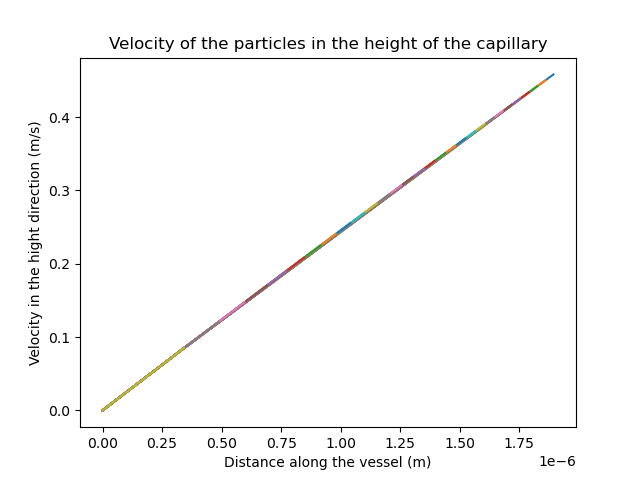 Velocity of the particles in the height of the capillary
Velocity in the hight direction (m/s)
0.4
0.3
0.2
0.1
0.0
0.00 0.25 0.50 0.75 1.00 1.25 1.50 1.75
1e−6
Distance along the vessel (m)